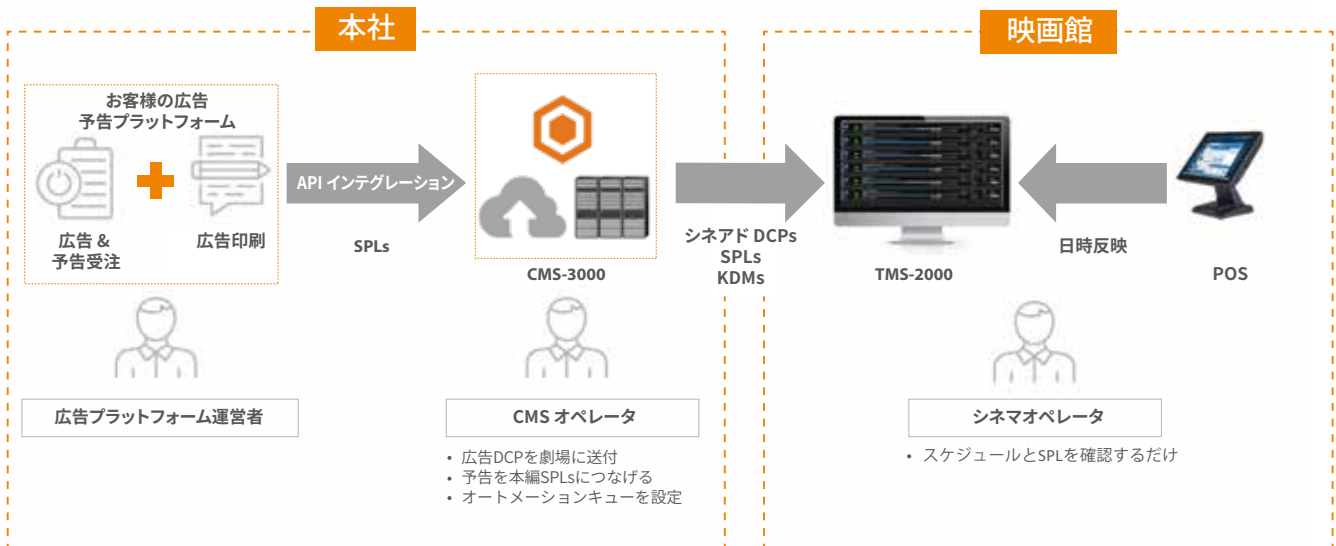 本社
映画館
お客様の広告
予告プラットフォーム
広告 &
予告受注
広告印刷
API インテグレーション
SPLs
CMS-3000
シネアド DCPs
SPLs
KDMs
TMS-2000
日時反映
POS
広告プラットフォーム運営者
CMS オペレータ
• 広告DCPを劇場に送付
• 予告を本編SPLsにつなげる
• オートメーションキューを設定
シネマオペレータ
• スケジュールとSPLを確認するだけ